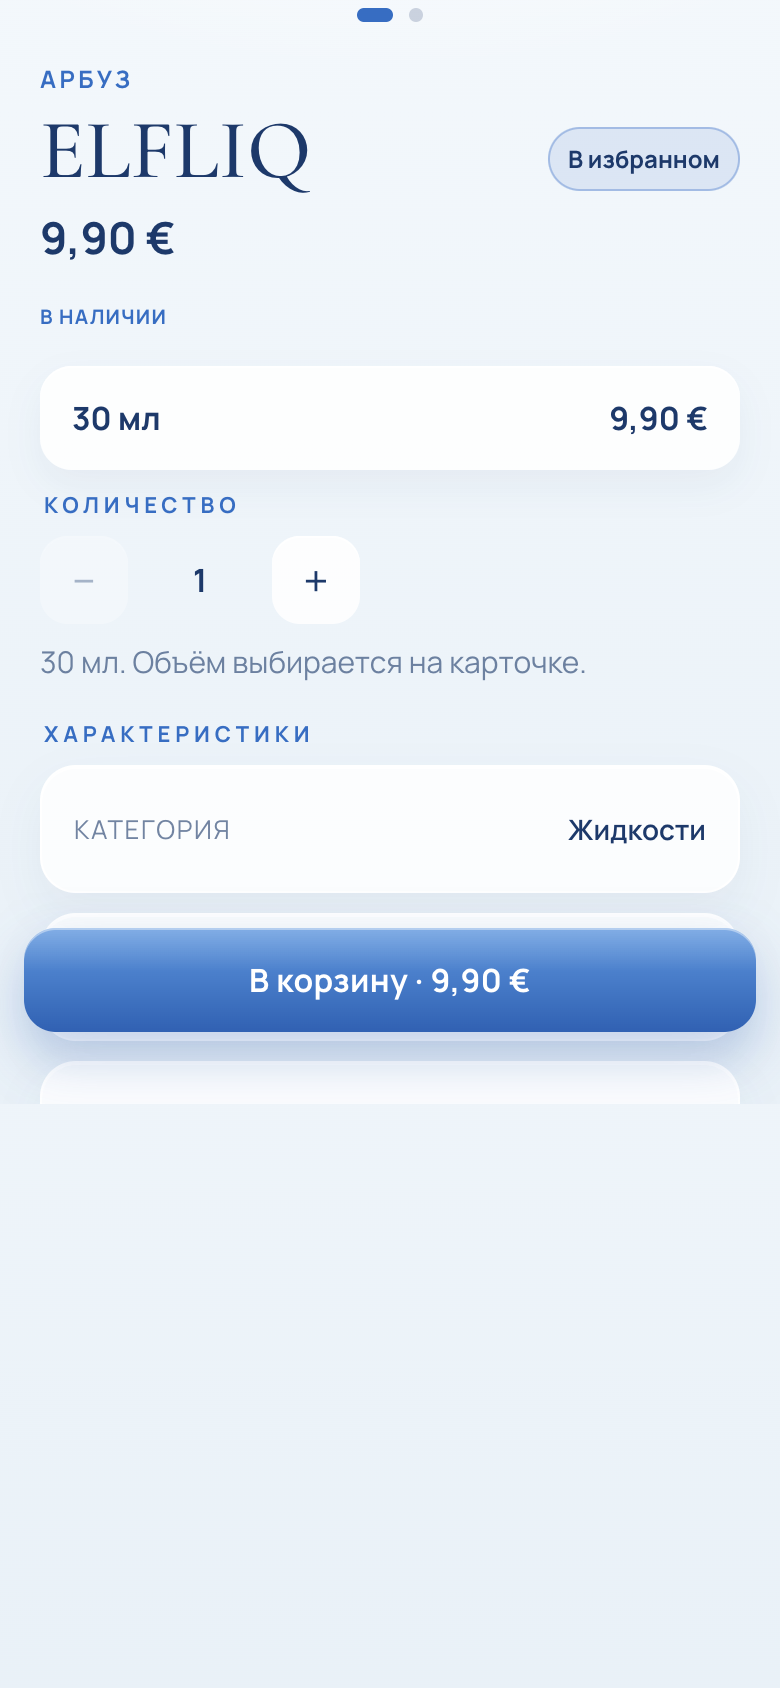 АРБУЗ
ELFLIQ
В избранном
9,90 €
В НАЛИЧИИ
30 мл 9,90 €
КОЛИЧЕСТВО
− 1 +
30 мл. Объём выбирается на карточке.
ХАРАКТЕРИСТИКИ
КАТЕГОРИЯ Жидкости
В корзину · 9,90 €